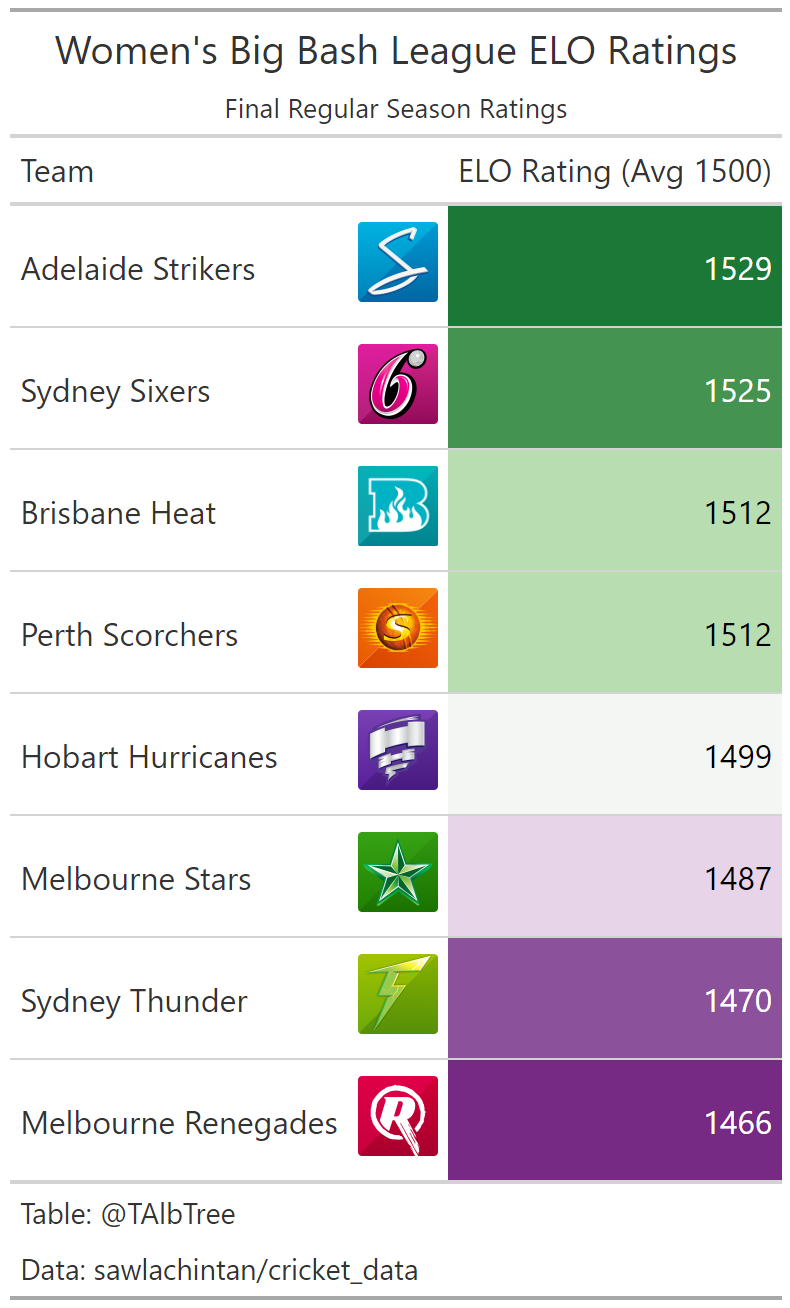 Women's Big Bash League ELO Ratings
Final Regular Season Ratings
Team ELO Rating (Avg 1500)
Adelaide Strikers S 1529
Sydney Sixers 6 1525
Brisbane Heat B 1512
Perth Scorchers S 1512
Hobart Hurricanes 1499
Melbourne Stars 1487
Sydney Thunder 1470
Melbourne Renegades R 1466
Table: @TAlbTree
Data: sawlachintan/cricket_data